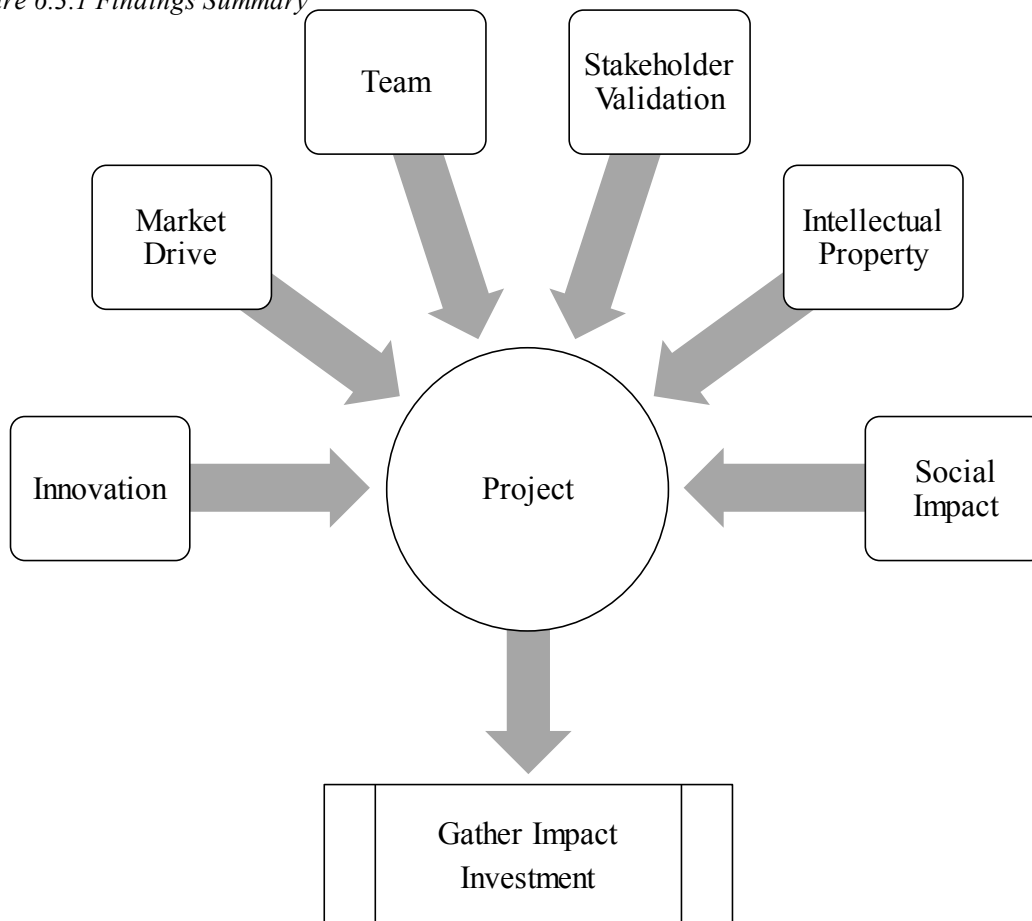 6.3.1 Findings Summary
Team
Stakeholder
Validation
Market
Drive
Intellectual
Property
Innovation
Project
Social
Impact
Gather Impact
Investment